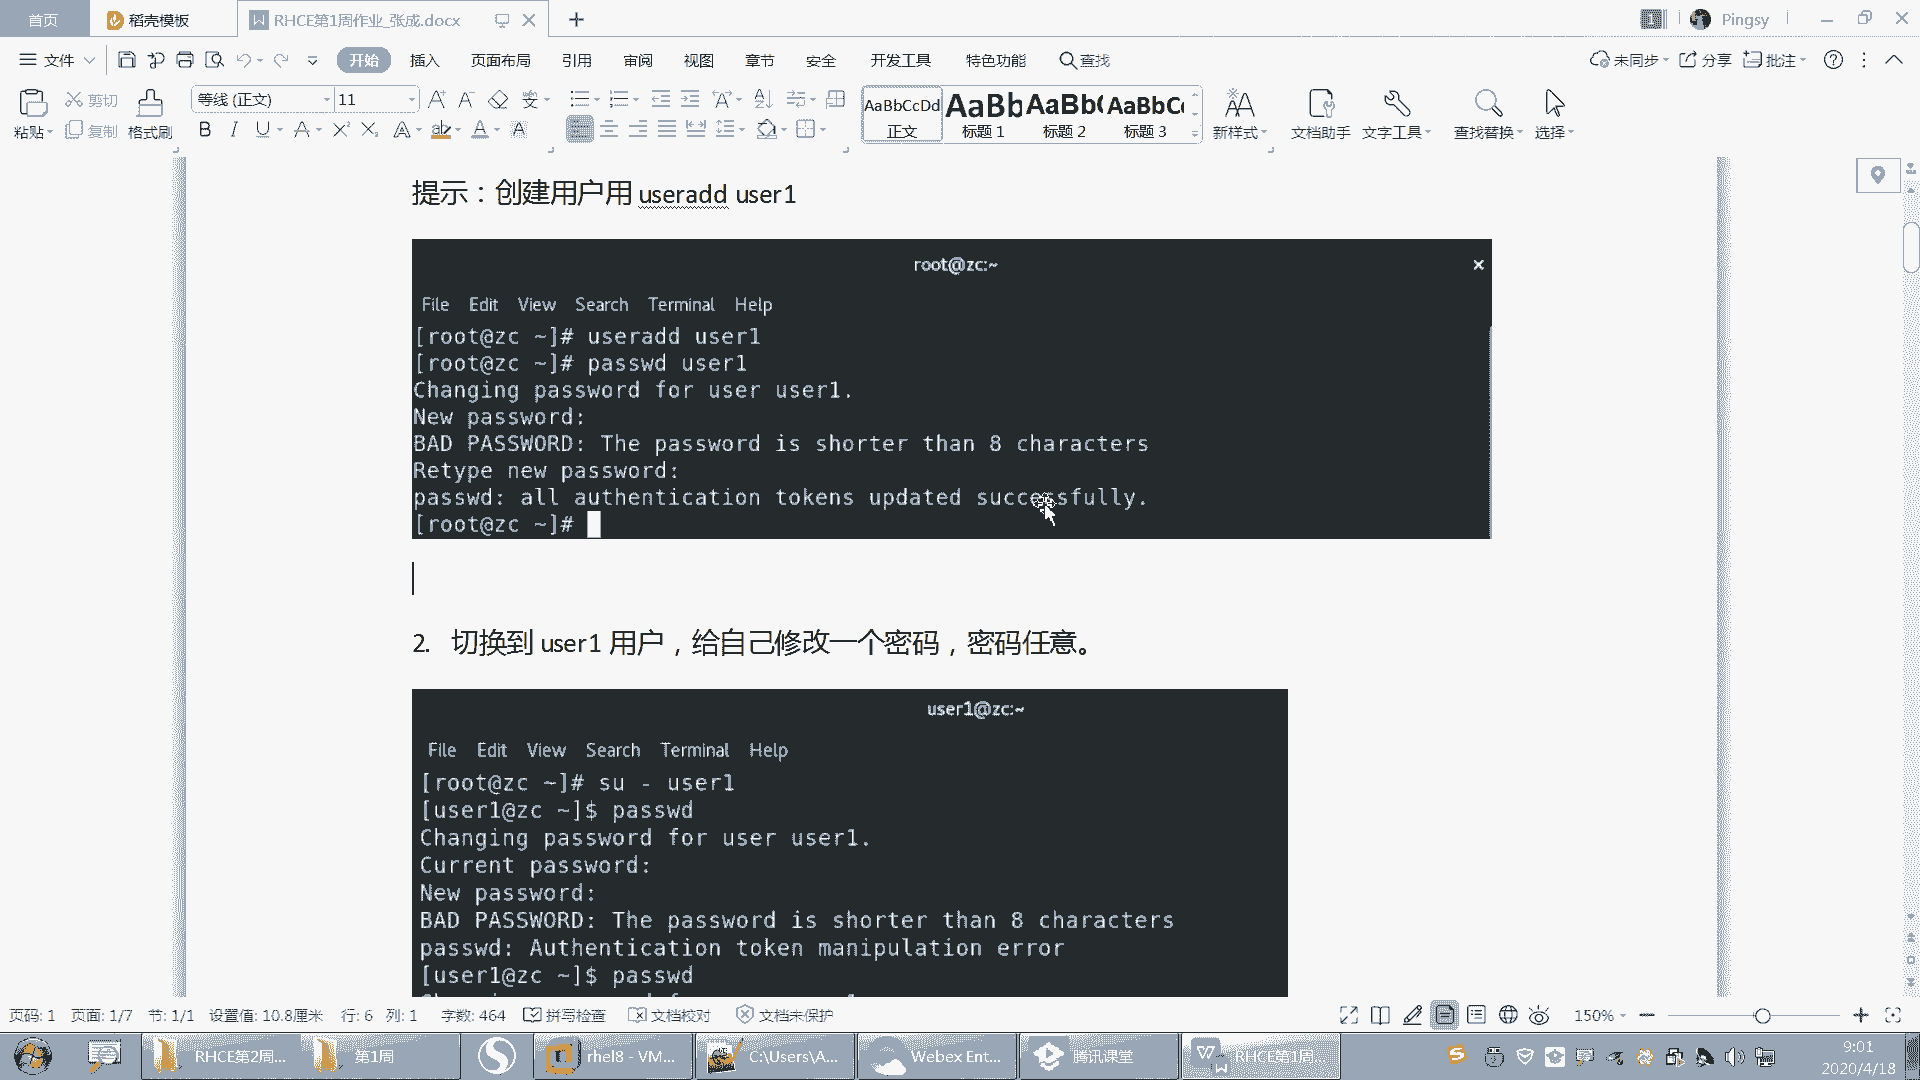 首页
稻壳模板
RHCE第1周作业_张成.docx
Pingsy
文件
开始
插入
页面布局
引用
审阅
视图
章节
安全
开发工具
特色功能
查找
未同步
分享
批注
粘贴
剪切
复制
格式刷
等线 (正文)
11
AaBbCcDd
正文
AaBb
标题 1
AaBb(
标题 2
AaBbC
标题 3
新样式
文档助手
文字工具
查找替换
选择
提示：创建用户用 useradd user1
root@zc:~
File Edit View Search Terminal Help
[root@zc ~]# useradd user1
[root@zc ~]# passwd user1
Changing password for user user1.
New password:
BAD PASSWORD: The password is shorter than 8 characters
Retype new password:
passwd: all authentication tokens updated successfully.
[root@zc ~]#
2. 切换到 user1 用户，给自己修改一个密码，密码任意。
user1@zc:~
File Edit View Search Terminal Help
[root@zc ~]# su - user1
[user1@zc ~]$ passwd
Changing password for user user1.
Current password:
New password:
BAD PASSWORD: The password is shorter than 8 characters
passwd: Authentication token manipulation error
[user1@zc ~]$ passwd
页码: 1 页面: 1/7 节: 1/1 设置值: 10.8厘米 行: 6 列: 1 字数: 464 拼写检查 文档校对 文档未保护
150%
RHCE第2周...
第1周
rhel8 - VM...
C:\Users\A...
Webex Ent...
腾讯课堂
RHCE第1周...
9:01
2020/4/18